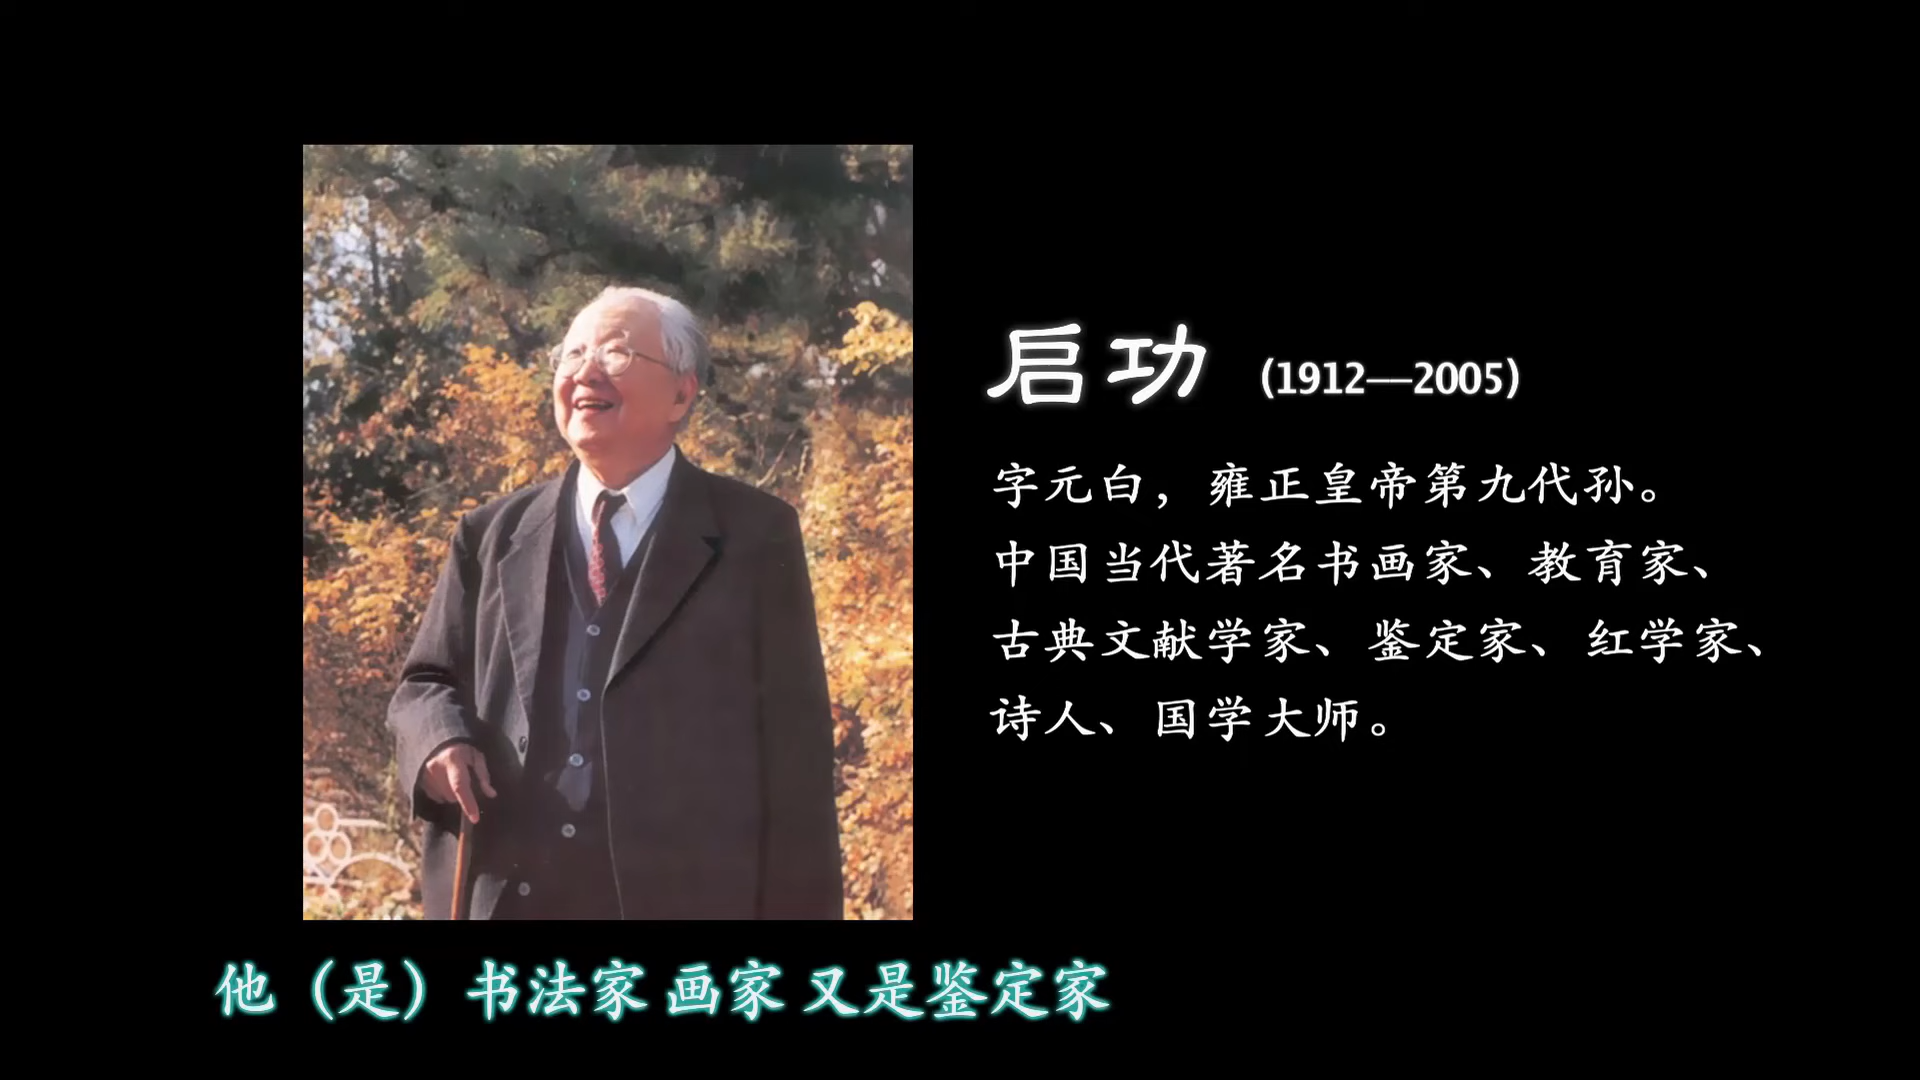 启功 (1912—2005)
字元白，雍正皇帝第九代孙。
中国当代著名书画家、教育家、
古典文献学家、鉴定家、红学家、
诗人、国学大师。
他（是）书法家 画家 又是鉴定家